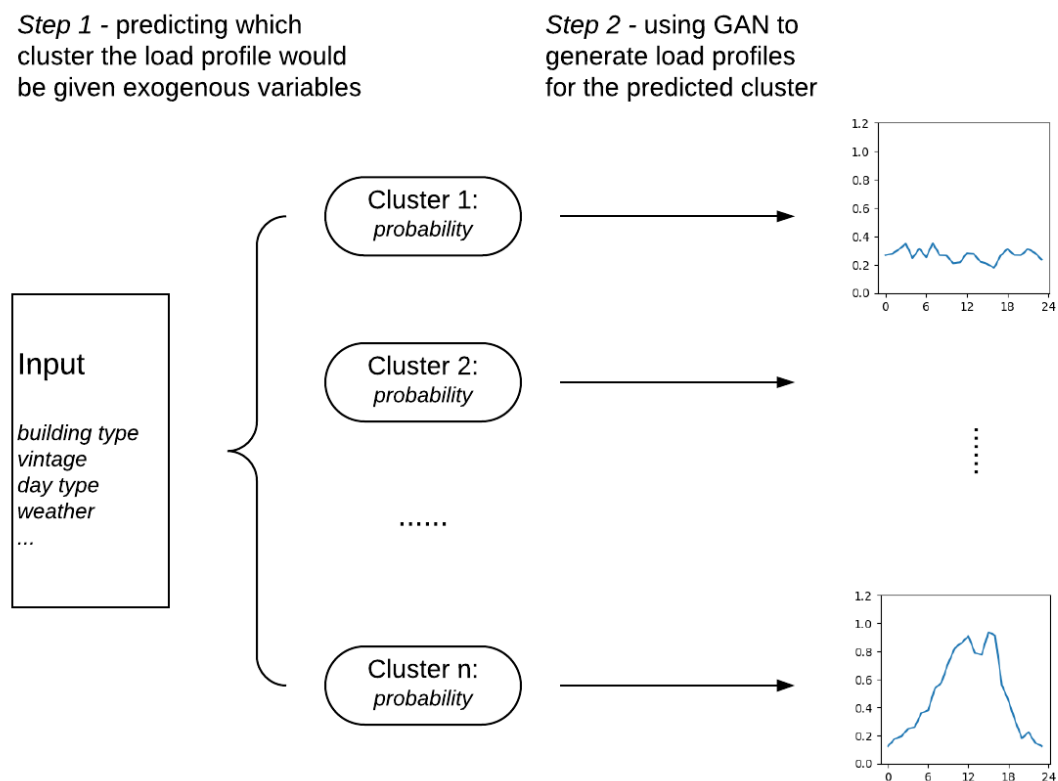 Step 1 - predicting which
cluster the load profile would
be given exogenous variables
Step 2 - using GAN to
generate load profiles
for the predicted cluster
Input
building type
vintage
day type
weather
...
Cluster 1:
probability
Cluster 2:
probability
......
Cluster n:
probability
1.2
1.0
0.8
0.6
0.4
0.2
0.0
0 6 12 18 24
1.2
1.0
0.8
0.6
0.4
0.2
0.0
0 6 12 18 24